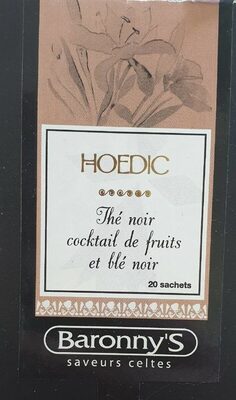 HOEDIC
Thé noir
cocktail de fruits
et blé noir
20 sachets
Baronny'S
saveurs celtes